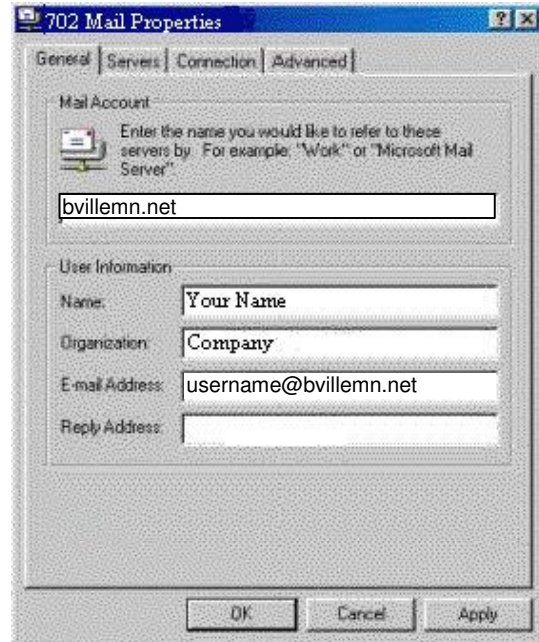 702 Mail Properties
General Servers Connection Advanced
Mail Account
Enter the name you would like to refer to these
servers by. For example: "Work" or "Microsoft Mail
Server".
bvillemn.net
User Information
Name: Your Name
Organization: Company
E-mail Address: username@bvillemn.net
Reply Address:
OK Cancel Apply